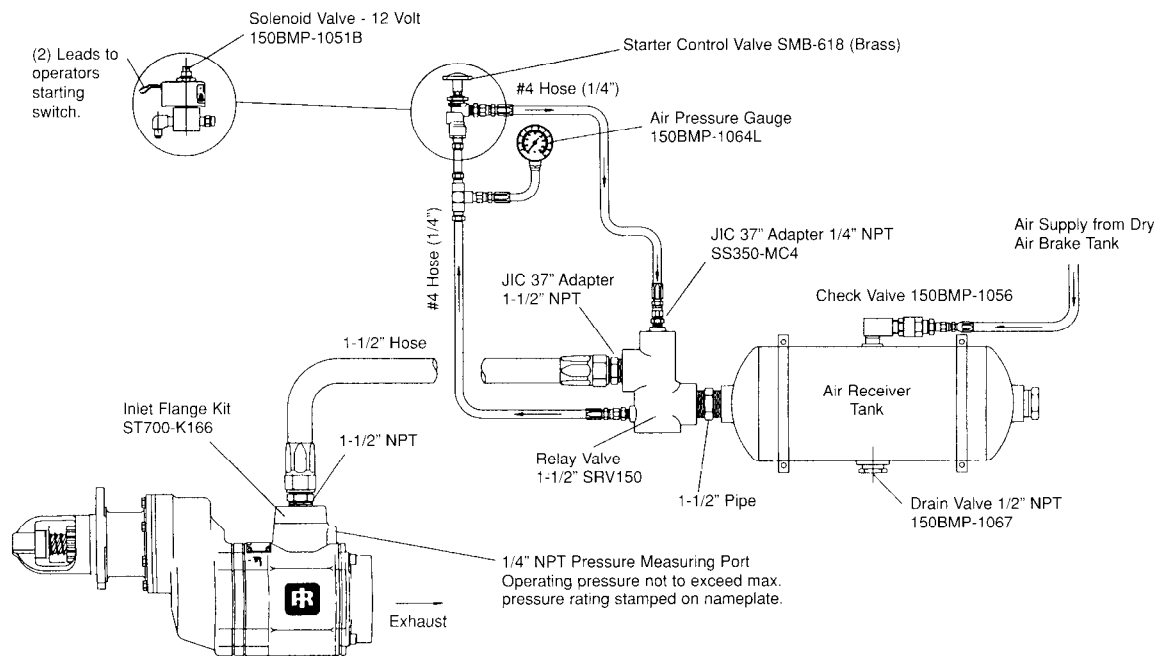 Solenoid Valve - 12 Volt
150BMP-1051B
(2) Leads to
operators
starting
switch.
Starter Control Valve SMB-618 (Brass)
#4 Hose (1/4")
Air Pressure Gauge
150BMP-1064L
#4 Hose (1/4")
JIC 37" Adapter 1/4" NPT
SS350-MC4
Air Supply from Dry
Air Brake Tank
JIC 37" Adapter
1-1/2" NPT
Check Valve 150BMP-1056
1-1/2" Hose
Air Receiver
Tank
Inlet Flange Kit
ST700-K166
1-1/2" NPT
Relay Valve
1-1/2" SRV150
1-1/2" Pipe
Drain Valve 1/2" NPT
150BMP-1067
1/4" NPT Pressure Measuring Port
Operating pressure not to exceed max.
pressure rating stamped on nameplate.
IR
Exhaust